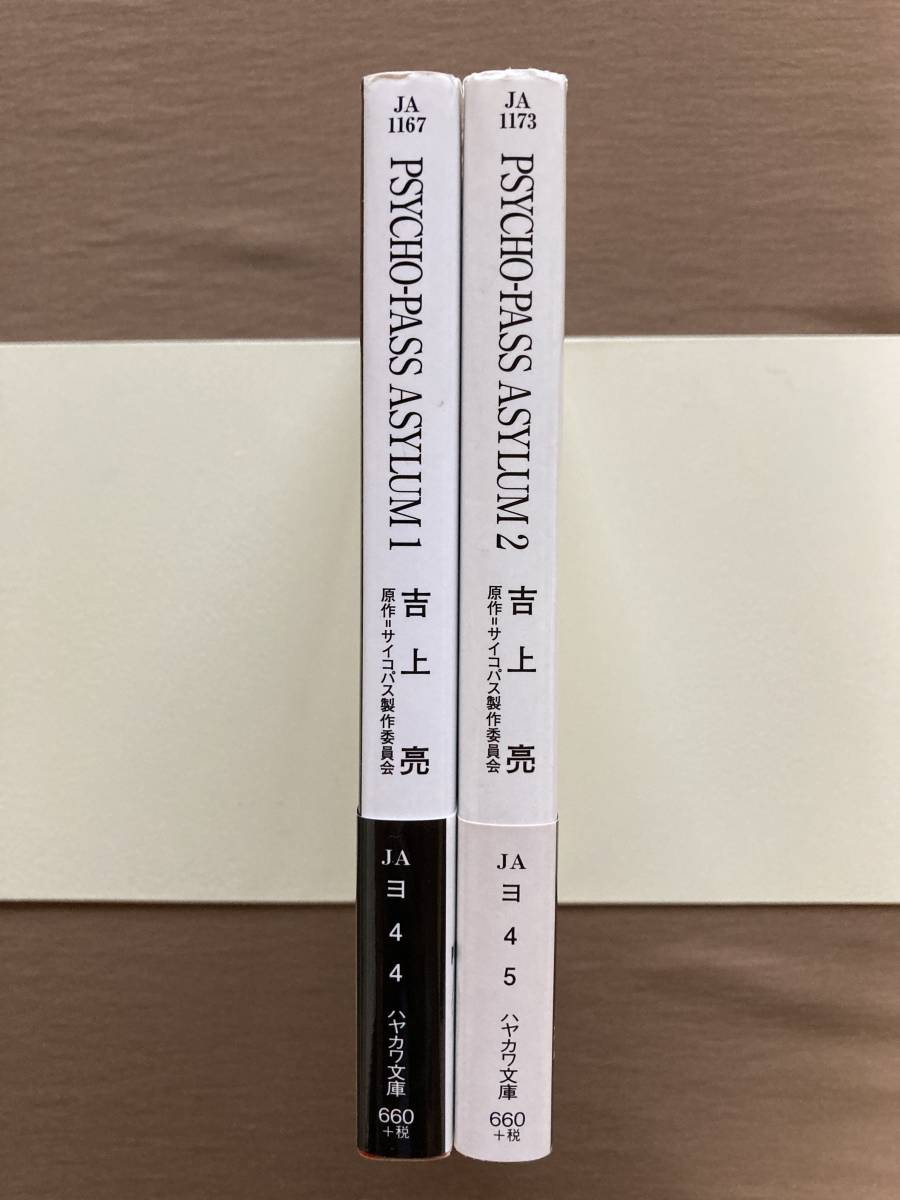 JA
1167
PSYCHO-PASS ASYLUM 1
吉上 亮
原作=サイコパス製作委員会
JA
ヨ
4
4
ハヤカワ文庫
660
+税
JA
1173
PSYCHO-PASS ASYLUM 2
吉上 亮
原作=サイコパス製作委員会
JA
ヨ
4
5
ハヤカワ文庫
660
+税